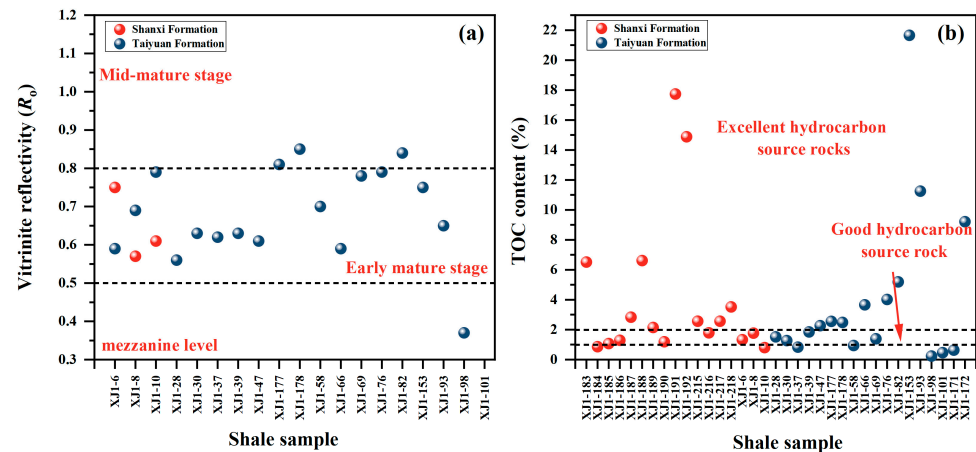 Shanxi Formation
Taiyuan Formation
(a)
Mid-mature stage
Early mature stage
mezzanine level
Vitrinite reflectivity (Ro)
1.2
1.1
1.0
0.9
0.8
0.7
0.6
0.5
0.4
0.3
XJ1-6
XJ1-8
XJ1-10
XJ1-28
XJ1-30
XJ1-37
XJ1-39
XJ1-47
XJ1-177
XJ1-178
XJ1-58
XJ1-66
XJ1-69
XJ1-76
XJ1-82
XJ1-153
XJ1-93
XJ1-98
XJ1-101
Shale sample
Shanxi Formation
Taiyuan Formation
(b)
Excellent hydrocarbon
source rocks
Good hydrocarbon
source rock
TOC content (%)
22
20
18
16
14
12
10
8
6
4
2
0
XJ1-183
XJ1-184
XJ1-185
XJ1-186
XJ1-187
XJ1-188
XJ1-189
XJ1-190
XJ1-191
XJ1-192
XJ1-215
XJ1-216
XJ1-217
XJ1-218
XJ1-6
XJ1-8
XJ1-10
XJ1-28
XJ1-30
XJ1-37
XJ1-39
XJ1-47
XJ1-177
XJ1-178
XJ1-58
XJ1-66
XJ1-69
XJ1-76
XJ1-82
XJ1-153
XJ1-93
XJ1-98
XJ1-101
XJ1-171
XJ1-172
Shale sample